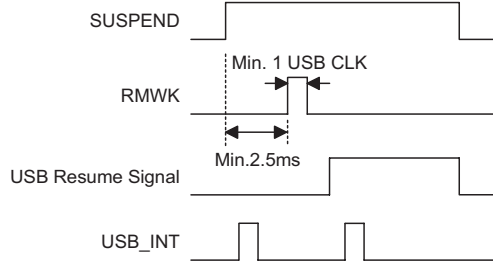 SUSPEND
Min. 1 USB CLK
RMWK
Min.2.5ms
USB Resume Signal
USB_INT